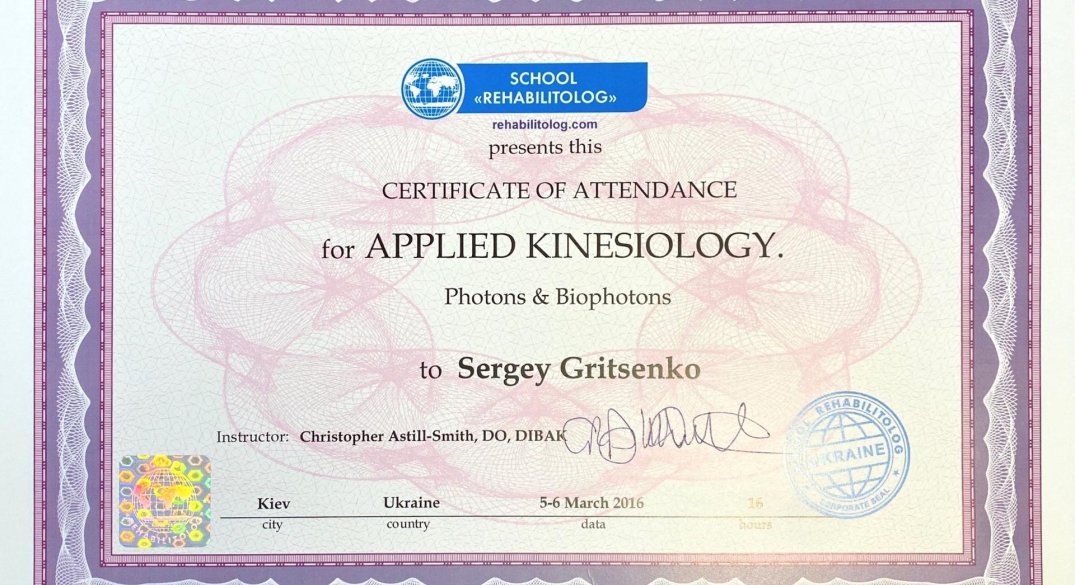 SCHOOL
«REHABILITOLOG»
rehabilitolog.com
presents this
CERTIFICATE OF ATTENDANCE
for APPLIED KINESIOLOGY.
Photons & Biophotons
to Sergey Gritsenko
Instructor: Christopher Astill-Smith, DO, DIBAK
REHABILITOLOG
UKRAINE
CORPORATE SEAL
Kiev Ukraine 5-6 March 2016 16
city country data hours